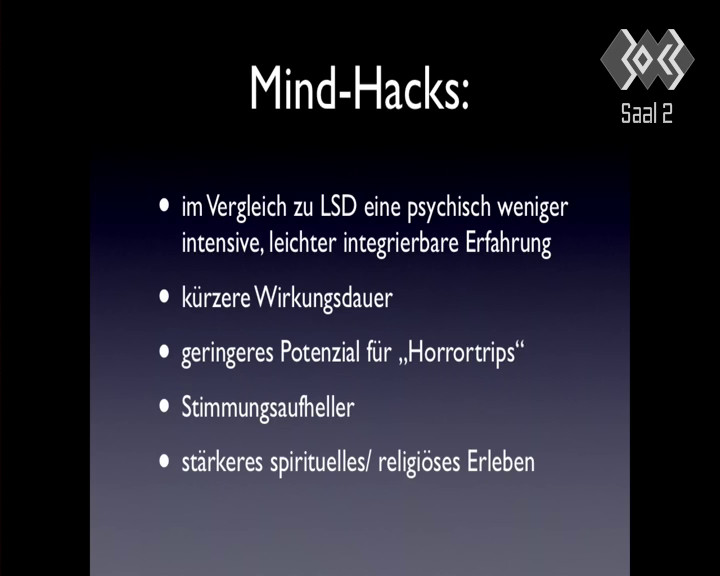 Mind-Hacks:
Saal 2
• im Vergleich zu LSD eine psychisch weniger
intensive, leichter integrierbare Erfahrung
• kürzere Wirkungsdauer
• geringeres Potenzial für „Horrortrips“
• Stimmungsaufheller
• stärkeres spirituelles/ religiöses Erleben